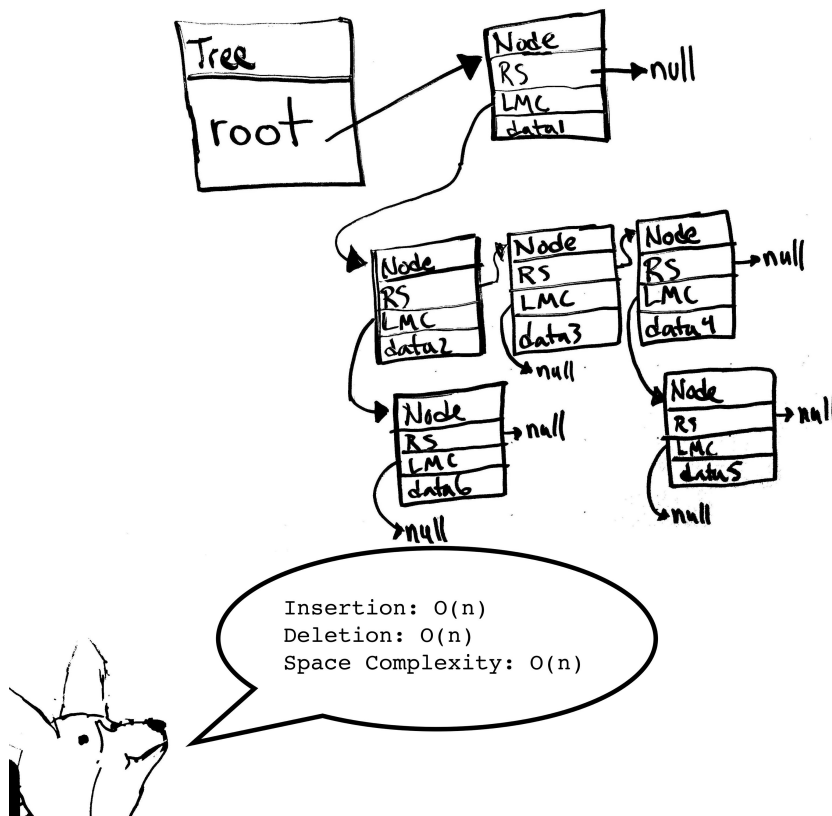 Tree
root
Node
RS
LMC
data1
null
Node
RS
LMC
data2
Node
RS
LMC
data3
null
Node
RS
LMC
data4
null
Node
RS
LMC
data6
null
null
Node
RS
LMC
data5
null
null
Insertion: O(n)
Deletion: O(n)
Space Complexity: O(n)